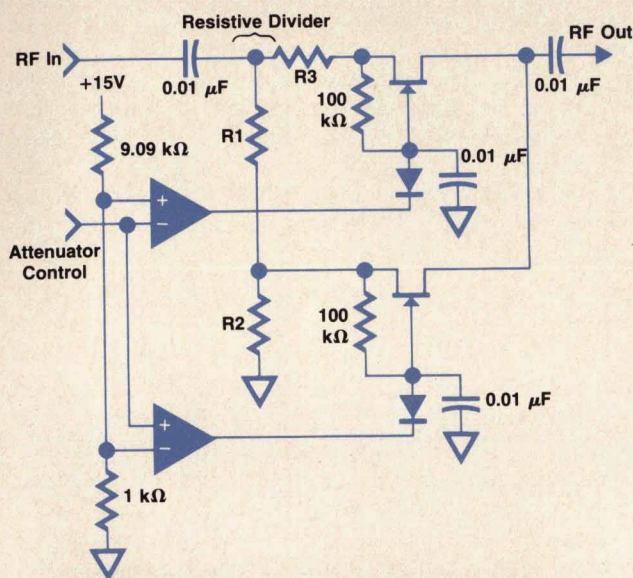 Resistive Divider
RF In
0.01 µF
R3
RF Out
0.01 µF
+15V
9.09 kΩ
R1
100
kΩ
0.01 µF
+
−
Attenuator
Control
R2
100
kΩ
0.01 µF
+
−
1 kΩ